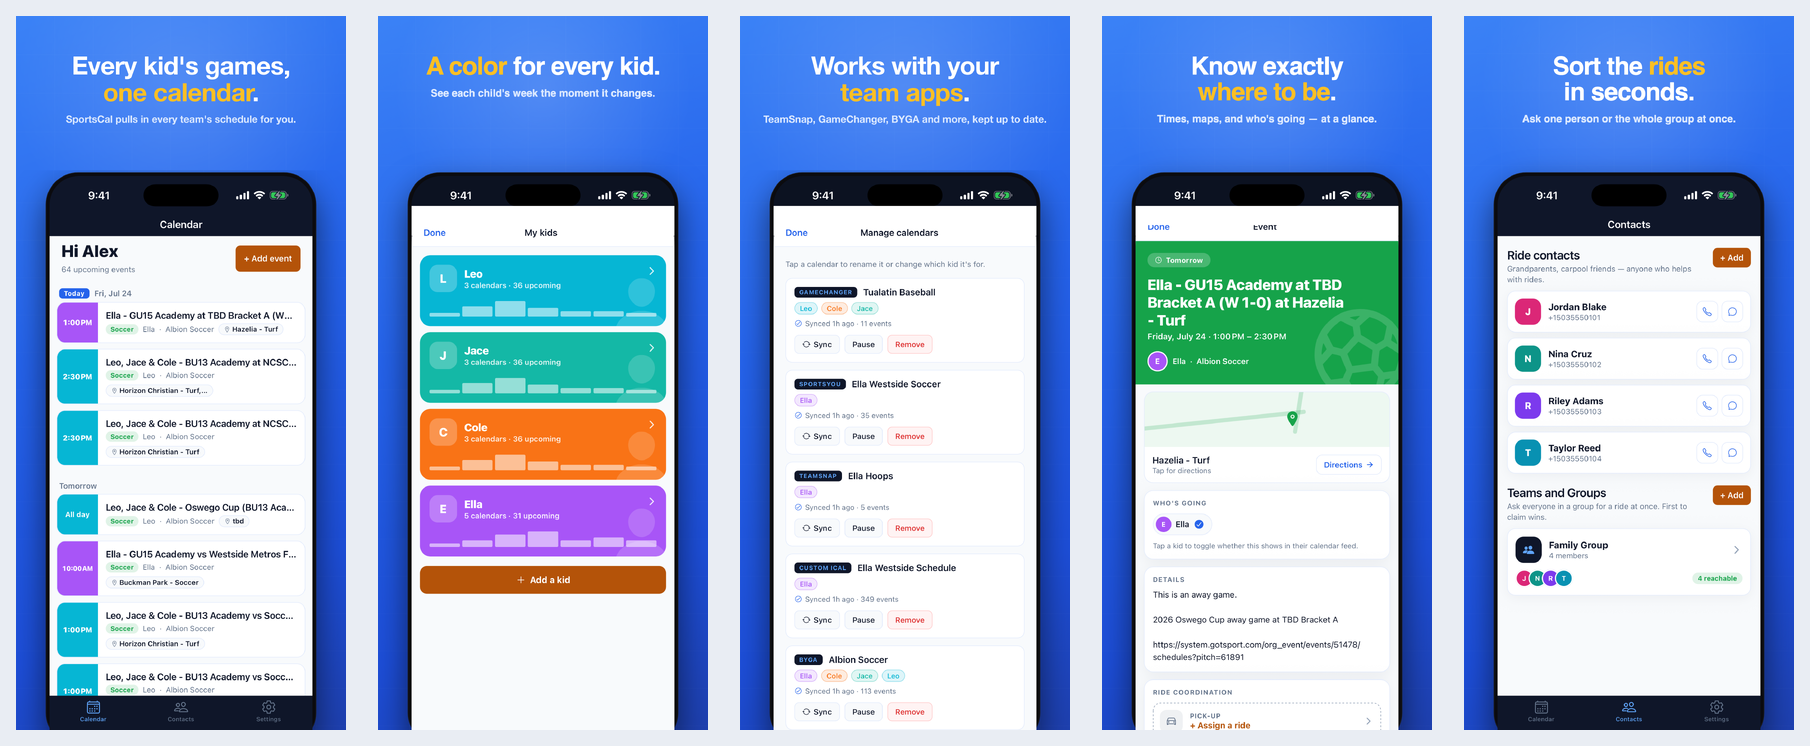 Every kid's games,
one calendar.
SportsCal pulls in every team's schedule for you.
9:41
Calendar
Hi Alex
64 upcoming events
+ Add event
Today Fri, Jul 24
1:00PM
Ella - GU15 Academy at TBD Bracket A (W...
Soccer Ella · Albion Soccer Hazelia - Turf
2:30PM
Leo, Jace & Cole - BU13 Academy at NCSC...
Soccer Leo · Albion Soccer
Horizon Christian - Turf,...
2:30PM
Leo, Jace & Cole - BU13 Academy at NCSC...
Soccer Leo · Albion Soccer
Horizon Christian - Turf
Tomorrow
All day
Leo, Jace & Cole - Oswego Cup (BU13 Aca...
Soccer Leo · Albion Soccer tbd
10:00AM
Ella - GU15 Academy vs Westside Metros F...
Soccer Ella · Albion Soccer
Buckman Park - Soccer
1:00PM
Leo, Jace & Cole - BU13 Academy vs Socc...
Soccer Leo · Albion Soccer
Horizon Christian - Turf
1:00PM
Leo, Jace & Cole - BU13 Academy vs Socc...
Soccer Leo · Albion Soccer
Calendar Contacts Settings
A color for every kid.
See each child's week the moment it changes.
9:41
Done My kids
L
Leo
3 calendars · 36 upcoming
J
Jace
3 calendars · 36 upcoming
C
Cole
3 calendars · 36 upcoming
E
Ella
5 calendars · 31 upcoming
+ Add a kid
Works with your
team apps.
TeamSnap, GameChanger, BYGA and more, kept up to date.
9:41
Done Manage calendars
Tap a calendar to rename it or change which kid it's for.
GAMECHANGER Tualatin Baseball
Leo Cole Jace
Synced 1h ago · 11 events
Sync Pause Remove
SPORTSYOU Ella Westside Soccer
Ella
Synced 1h ago · 35 events
Sync Pause Remove
TEAMSNAP Ella Hoops
Ella
Synced 1h ago · 5 events
Sync Pause Remove
CUSTOM ICAL Ella Westside Schedule
Ella
Synced 1h ago · 349 events
Sync Pause Remove
BYGA Albion Soccer
Ella Cole Jace Leo
Synced 1h ago · 113 events
Sync Pause Remove
Know exactly
where to be.
Times, maps, and who's going — at a glance.
9:41
Done Event
Tomorrow
Ella - GU15 Academy at TBD
Bracket A (W 1-0) at Hazelia
- Turf
Friday, July 24 · 1:00PM – 2:30PM
E Ella · Albion Soccer
Hazelia - Turf
Tap for directions
Directions →
WHO'S GOING
E Ella
Tap a kid to toggle whether this shows in their calendar feed.
DETAILS
This is an away game.
2026 Oswego Cup away game at TBD Bracket A
https://system.gotsport.com/org_event/events/51478/
schedules?pitch=61891
RIDE COORDINATION
PICK-UP
+ Assign a ride
Sort the rides
in seconds.
Ask one person or the whole group at once.
9:41
Contacts
Ride contacts
Grandparents, carpool friends — anyone who helps
with rides.
+ Add
J
Jordan Blake
+15035550101
N
Nina Cruz
+15035550102
R
Riley Adams
+15035550103
T
Taylor Reed
+15035550104
Teams and Groups
Ask everyone in a group for a ride at once. First to
claim wins.
+ Add
Family Group
4 members
J N R T
4 reachable
Calendar Contacts Settings